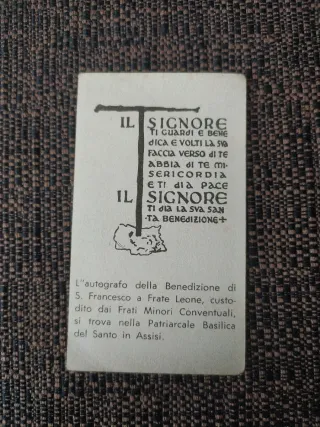 IL SIGNORE
TI GUARDI E BENE
DICA E VOLTI LA SVA
FACCIA VERSO DI TE
ABBIA DI TE MI-
SERICORDIA
E TI DIA PACE
IL SIGNORE
TI DIA LA SVA SAN-
TA BENEDIZIONE+
L'autografo della Benedizione di
S. Francesco a Frate Leone, custo-
dito dai Frati Minori Conventuali,
si trova nella Patriarcale Basilica
del Santo in Assisi.